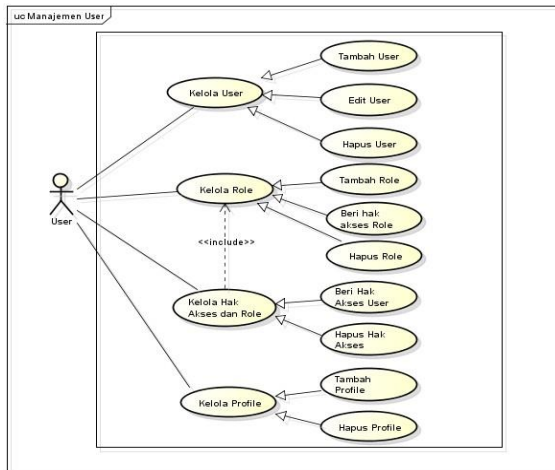 uc Manajemen User
Tambah User
Kelola User
Edit User
Hapus User
Tambah Role
Kelola Role
Beri hak
akses Role
User
Hapus Role
<<include>>
Beri Hak
Akses User
Kelola Hak
Akses dan Role
Hapus Hak
Akses
Tambah
Profile
Kelola Profile
Hapus Profile